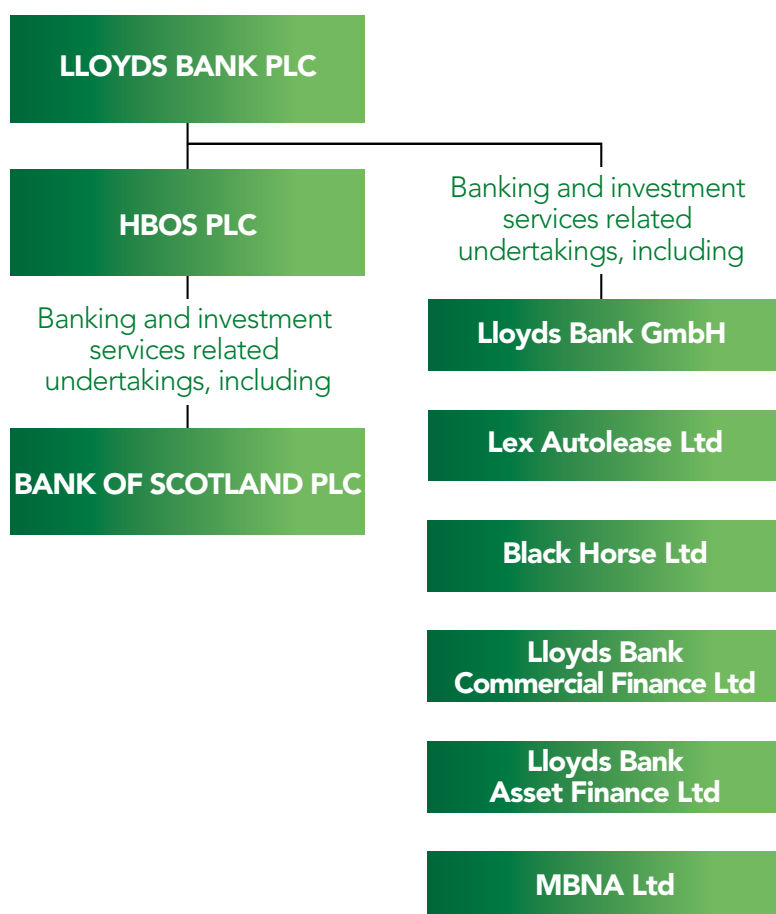 LLOYDS BANK PLC
HBOS PLC
Banking and investment
services related
undertakings, including
BANK OF SCOTLAND PLC
Banking and investment
services related
undertakings, including
Lloyds Bank GmbH
Lex Autolease Ltd
Black Horse Ltd
Lloyds Bank
Commercial Finance Ltd
Lloyds Bank
Asset Finance Ltd
MBNA Ltd